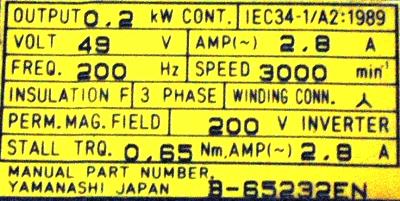 OUTPUT 0.2 kW CONT. IEC34-1/A2:1989
VOLT 49 V AMP(~) 2.8 A
FREQ. 200 Hz SPEED 3000 min⁻¹
INSULATION F 3 PHASE WINDING CONN. ⅄
PERM. MAG. FIELD 200 V INVERTER
STALL TRQ. 0.65 Nm, AMP(~) 2.8 A
MANUAL PART NUMBER.
YAMANASHI JAPAN B-65232EN